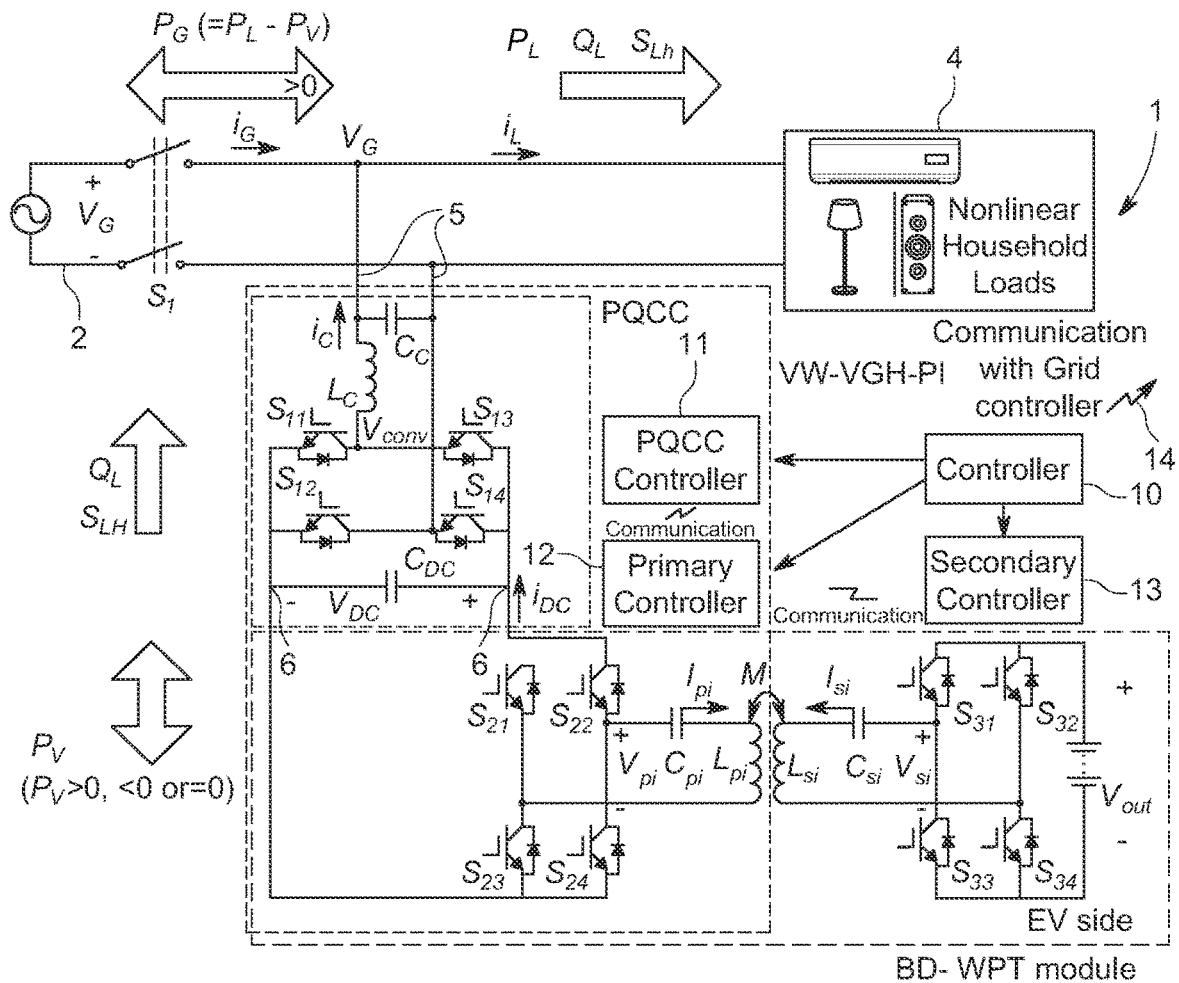 P_G (=P_L - P_V)
>0
P_L Q_L S_Lh
4
1
i_G
V_G
i_L
+
V_G
-
S_1
2
5
Nonlinear
Household
Loads
PQCC
i_C
C_C
L_C
11
VW-VGH-PI
Communication
with Grid
controller
14
S_11
V_conv
S_13
PQCC
Controller
Controller
10
Q_L
S_LH
S_12
S_14
Communication
12
Primary
Controller
Secondary
Controller
13
Communication
C_DC
- V_DC +
i_DC
6
6
P_V
(P_V>0, <0 or=0)
S_21
S_22
I_pi
M
I_si
S_31
S_32
+
+
V_pi
C_pi
L_pi
L_si
C_si
+
V_si
V_out
-
-
-
S_23
S_24
S_33
S_34
EV side
BD- WPT module